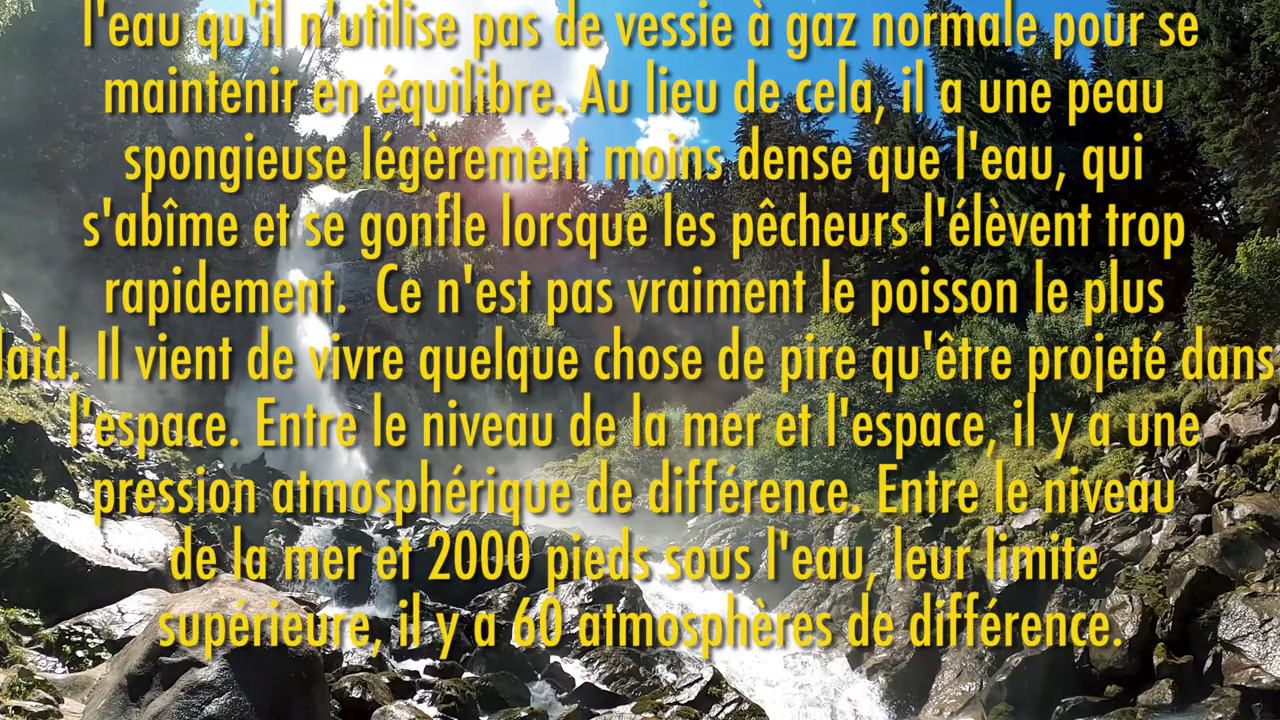 l'eau qu'il n'utilise pas de vessie à gaz normale pour se
maintenir en équilibre. Au lieu de cela, il a une peau
spongieuse légèrement moins dense que l'eau, qui
s'abîme et se gonfle lorsque les pêcheurs l'élèvent trop
rapidement.  Ce n'est pas vraiment le poisson le plus
laid. Il vient de vivre quelque chose de pire qu'être projeté dans
l'espace. Entre le niveau de la mer et l'espace, il y a une
pression atmosphérique de différence. Entre le niveau
de la mer et 2000 pieds sous l'eau, leur limite
supérieure, il y a 60 atmosphères de différence.